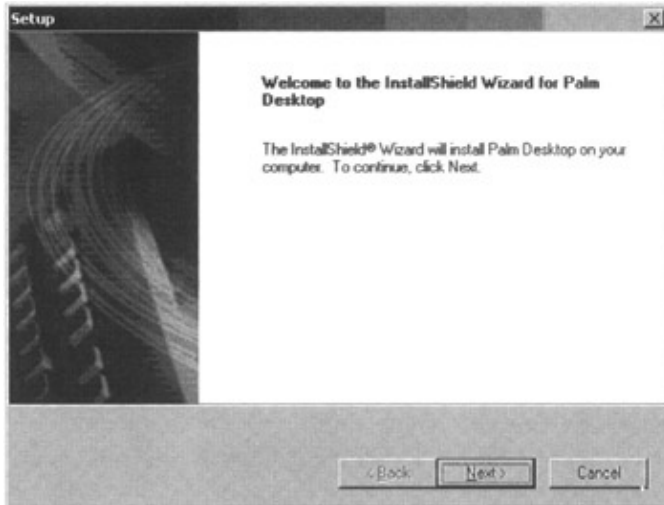 Setup
Welcome to the InstallShield Wizard for Palm
Desktop
The InstallShield® Wizard will install Palm Desktop on your
computer. To continue, click Next.
< Back
Next >
Cancel